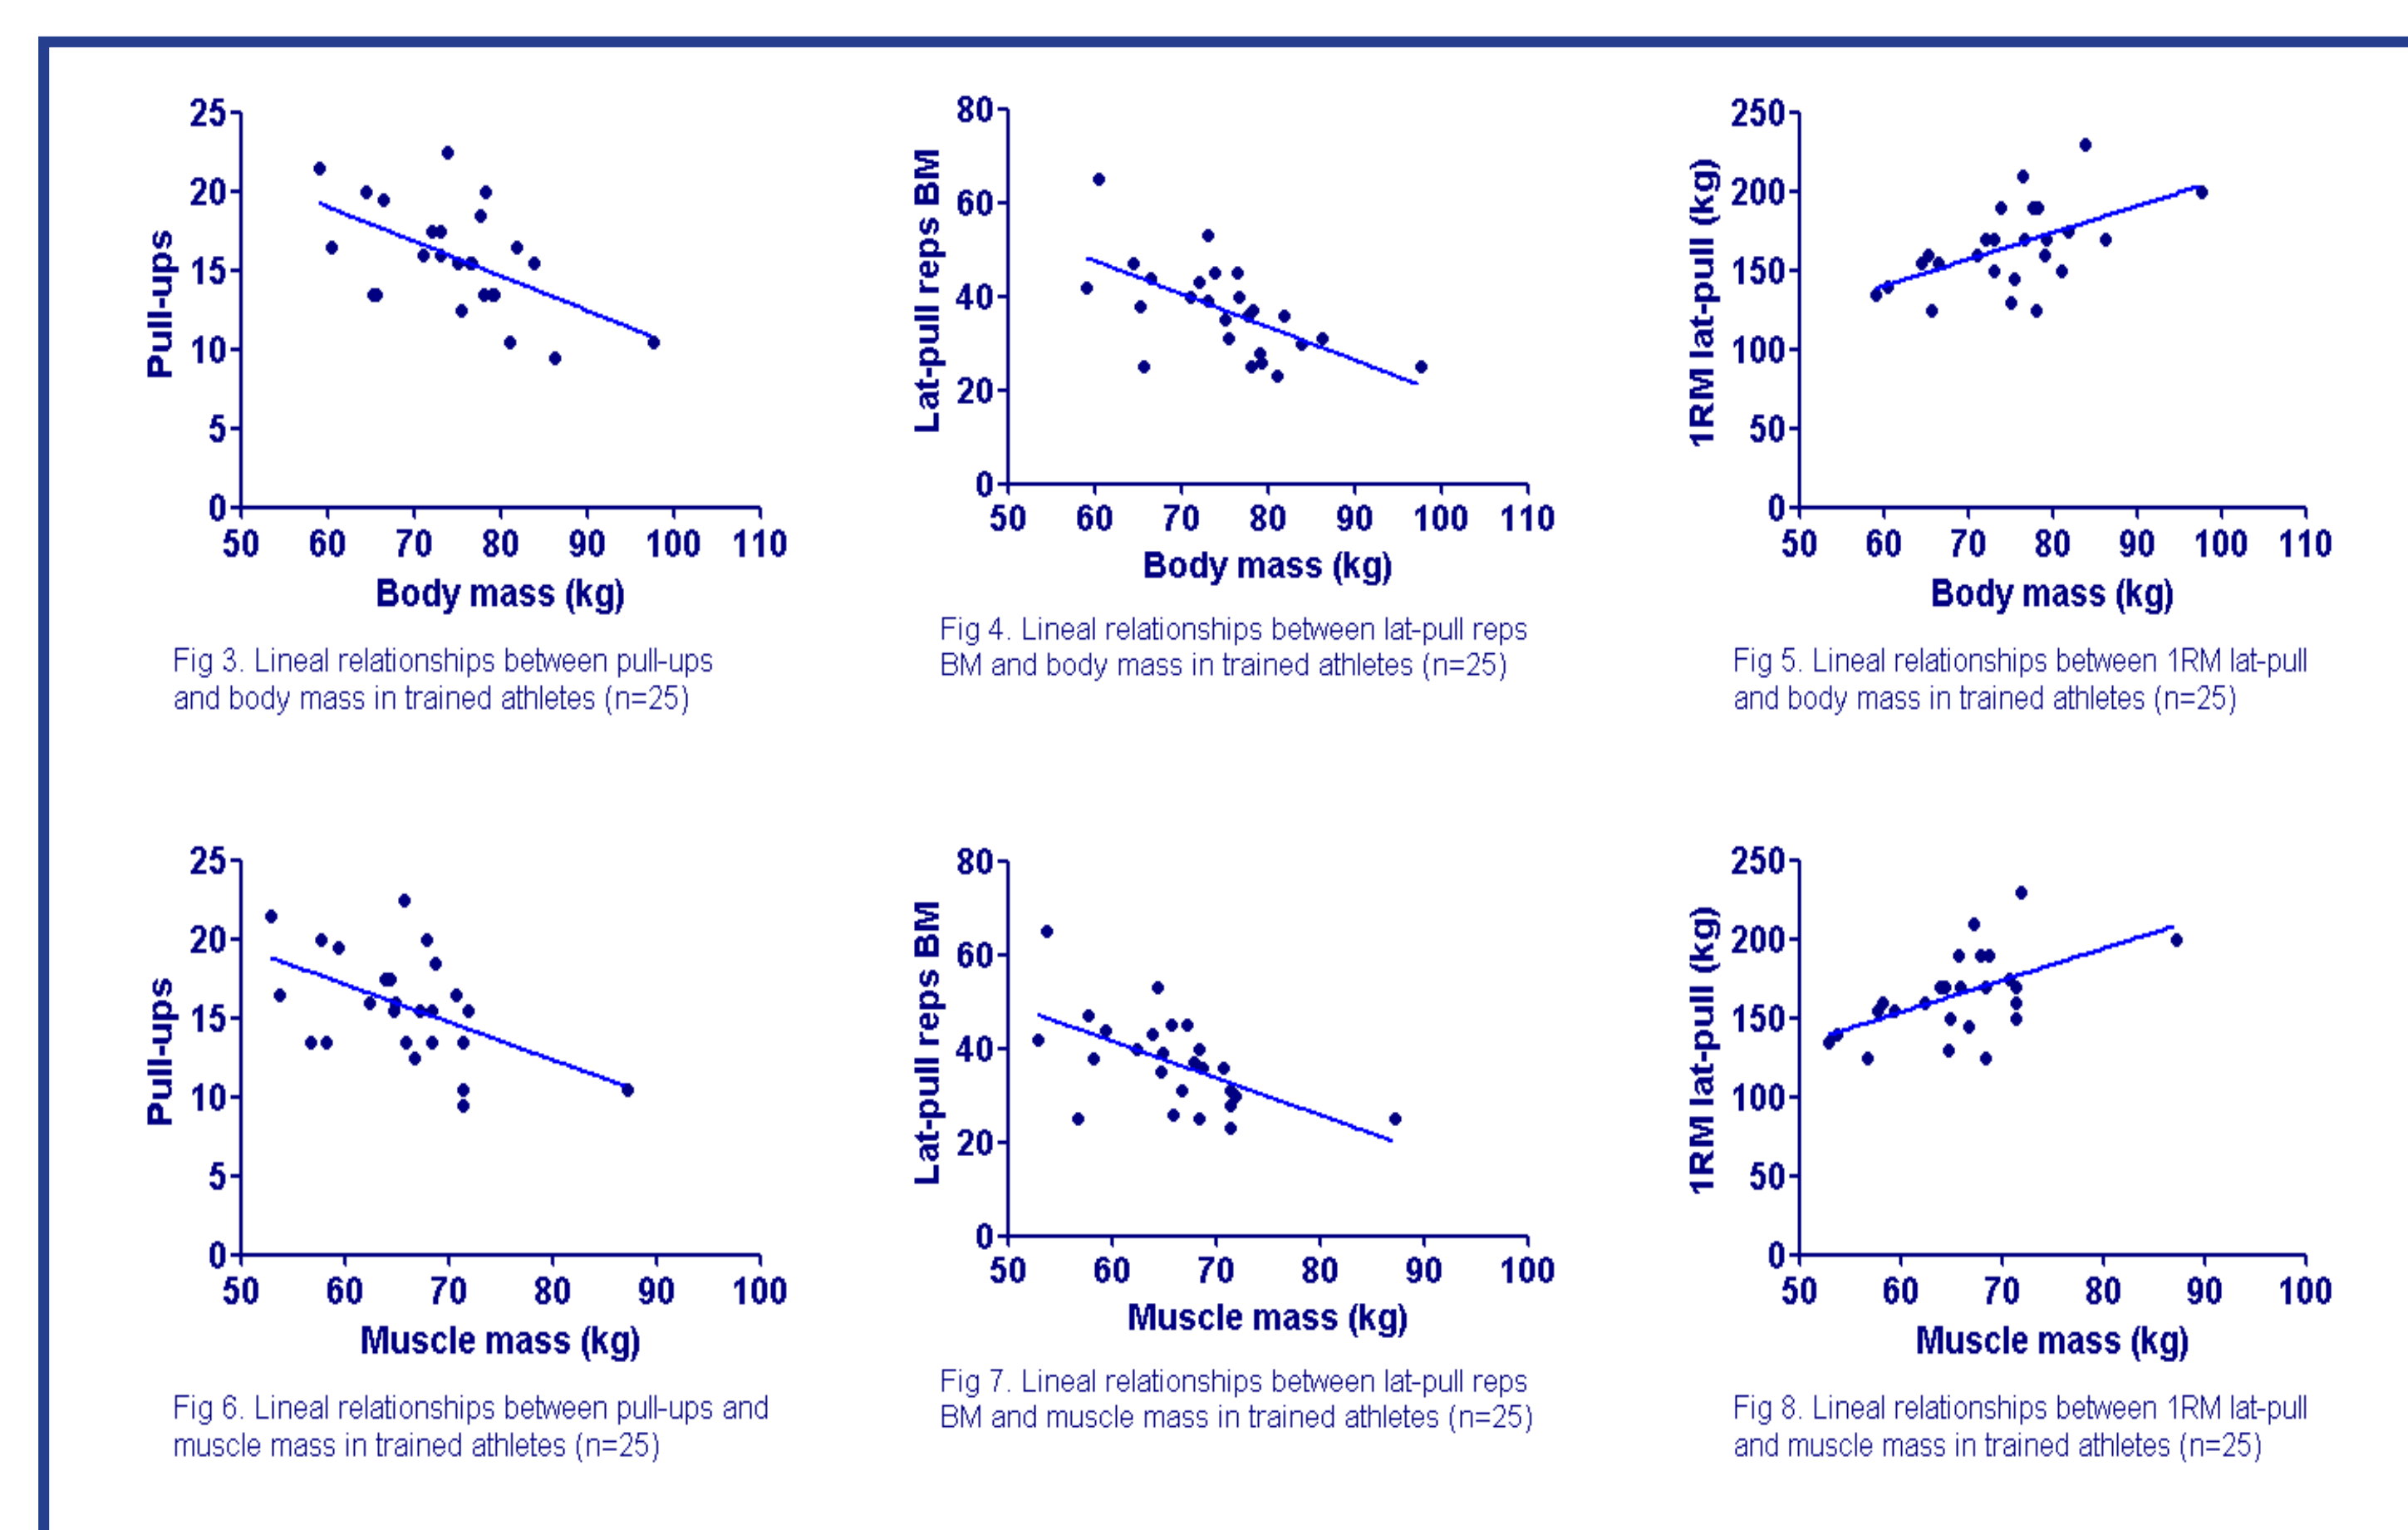 25
20
15
10
5
0
Pull-ups
50 60 70 80 90 100 110
Body mass (kg)
Fig 3. Lineal relationships between pull-ups
and body mass in trained athletes (n=25)
80
60
40
20
0
Lat-pull reps BM
50 60 70 80 90 100 110
Body mass (kg)
Fig 4. Lineal relationships between lat-pull reps
BM and body mass in trained athletes (n=25)
250
200
150
100
50
0
1RM lat-pull (kg)
50 60 70 80 90 100 110
Body mass (kg)
Fig 5. Lineal relationships between 1RM lat-pull
and body mass in trained athletes (n=25)
25
20
15
10
5
0
Pull-ups
50 60 70 80 90 100
Muscle mass (kg)
Fig 6. Lineal relationships between pull-ups and
muscle mass in trained athletes (n=25)
80
60
40
20
0
Lat-pull reps BM
50 60 70 80 90 100
Muscle mass (kg)
Fig 7. Lineal relationships between lat-pull reps
BM and muscle mass in trained athletes (n=25)
250
200
150
100
50
0
1RM lat-pull (kg)
50 60 70 80 90 100
Muscle mass (kg)
Fig 8. Lineal relationships between 1RM lat-pull
and muscle mass in trained athletes (n=25)